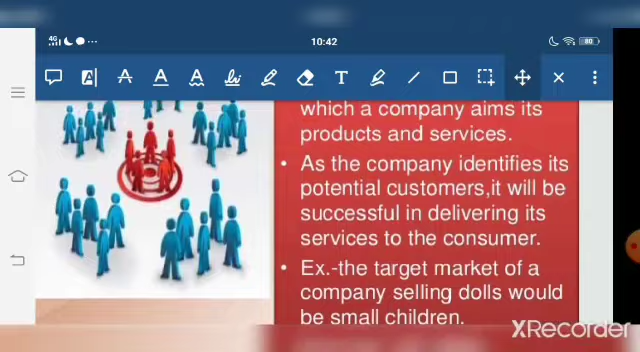 4G
10:42
80
A
A
A
A
T
which a company aims its
products and services.
• As the company identifies its
potential customers,it will be
successful in delivering its
services to the consumer.
• Ex.-the target market of a
company selling dolls would
be small children.
XRecorder